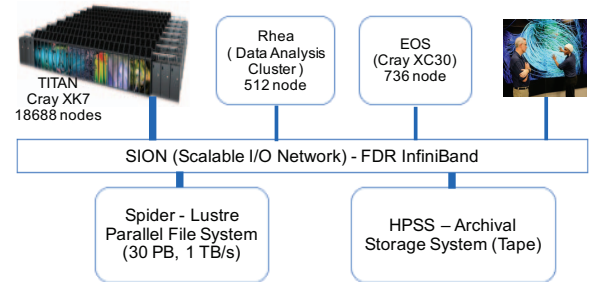 TITAN
Cray XK7
18688 nodes
Rhea
( Data Analysis
Cluster )
512 node
EOS
(Cray XC30)
736 node
SION (Scalable I/O Network) - FDR InfiniBand
Spider - Lustre
Parallel File System
(30 PB, 1 TB/s)
HPSS – Archival
Storage System (Tape)